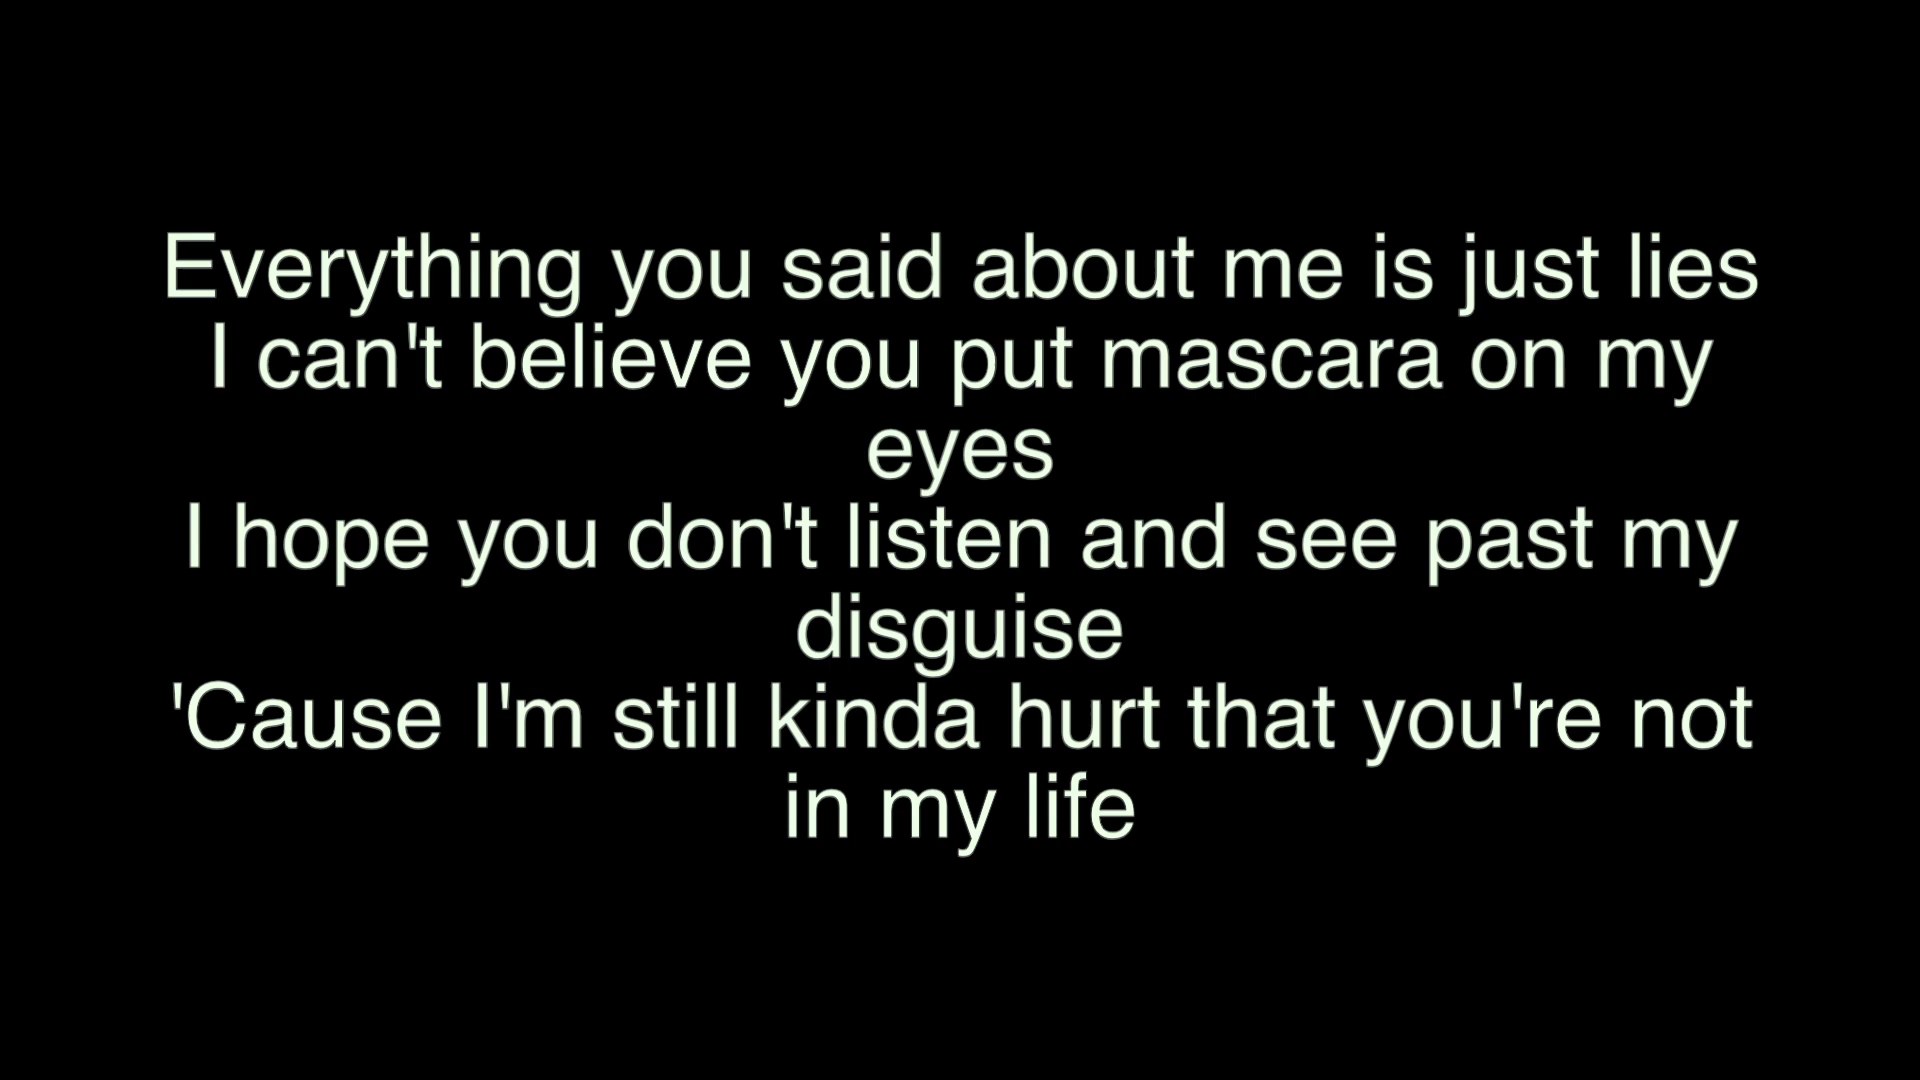 Everything you said about me is just lies
I can't believe you put mascara on my
eyes
I hope you don't listen and see past my
disguise
'Cause I'm still kinda hurt that you're not
in my life